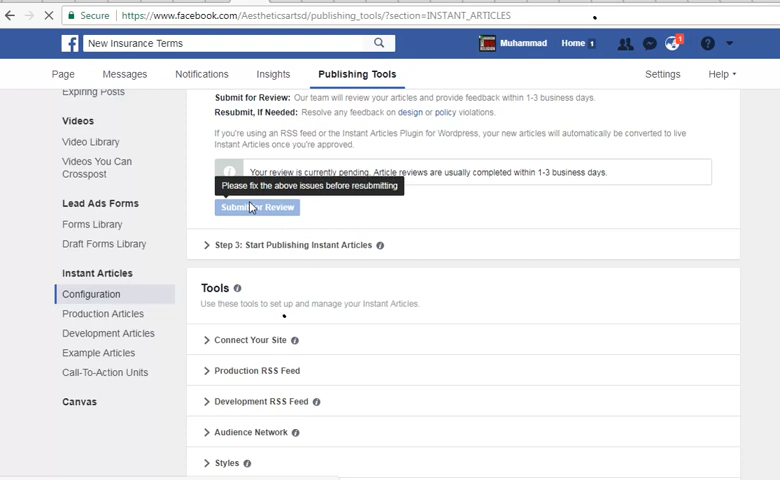 Secure https://www.facebook.com/Aestheticsartsd/publishing_tools/?section=INSTANT_ARTICLES
New Insurance Terms
Muhammad Home 1
1
Page Messages Notifications Insights Publishing Tools Settings Help
Expiring Posts
Videos
Video Library
Videos You Can
Crosspost
Lead Ads Forms
Forms Library
Draft Forms Library
Instant Articles
Configuration
Production Articles
Development Articles
Example Articles
Call-To-Action Units
Canvas
Submit for Review: Our team will review your articles and provide feedback within 1-3 business days.
Resubmit, If Needed: Resolve any feedback on design or policy violations.
If you're using an RSS feed or the Instant Articles Plugin for Wordpress, your new articles will automatically be converted to live
Instant Articles once you're approved.
Your review is currently pending. Article reviews are usually completed within 1-3 business days.
Please fix the above issues before resubmitting
Submit for Review
Step 3: Start Publishing Instant Articles
Tools
Use these tools to set up and manage your Instant Articles.
Connect Your Site
Production RSS Feed
Development RSS Feed
Audience Network
Styles